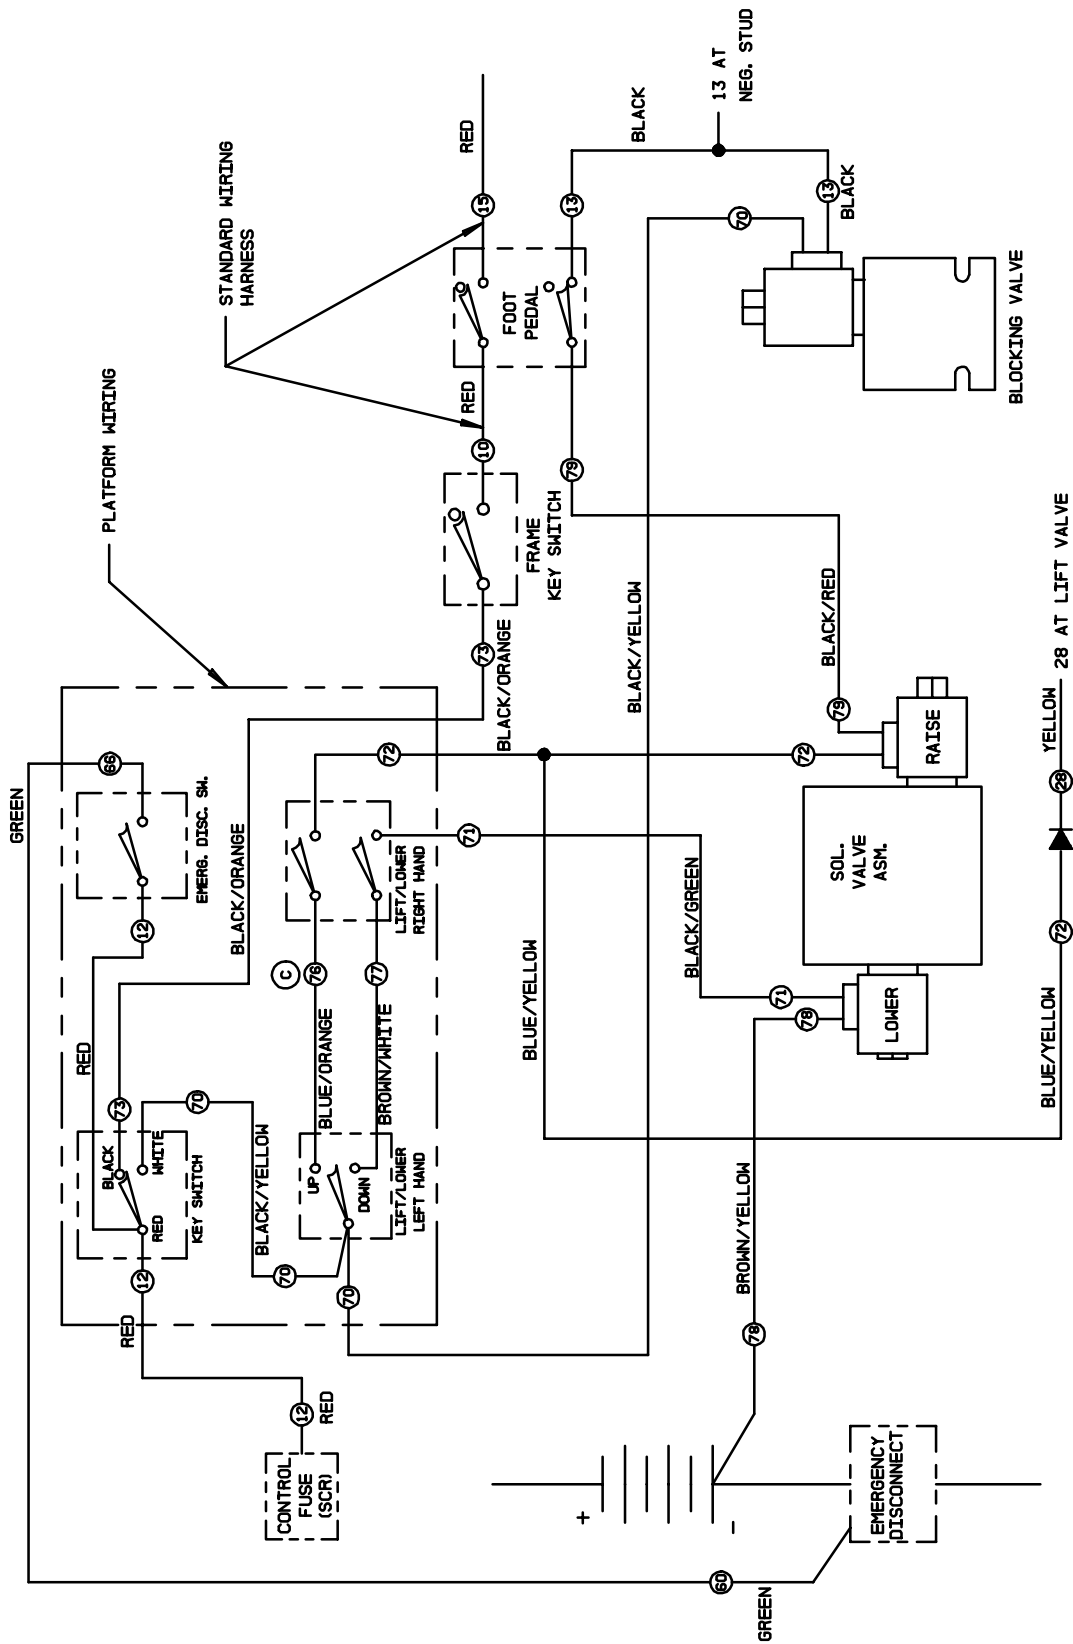 STANDARD WIRING
HARNESS
PLATFORM WIRING
GREEN
66
EMERG. DISC. SW.
12
RED
BLACK/ORANGE
73
BLACK
WHITE
RED
KEY SWITCH
70
BLACK/YELLOW
70
12
RED
12
RED
CONTROL
FUSE
(SCR)
72
71
LIFT/LOWER
RIGHT HAND
C
76
77
BLUE/ORANGE
BROWN/WHITE
UP
DOWN
LIFT/LOWER
LEFT HAND
70
RED
15
13
BLACK
13 AT
NEG. STUD
FOOT
PEDAL
RED
10
79
FRAME
KEY SWITCH
73
BLACK/ORANGE
BLACK/YELLOW
70
13
BLACK
BLOCKING VALVE
BLACK/RED
79
72
RAISE
SOL.
VALVE
ASM.
LOWER
71
78
BLACK/GREEN
BLUE/YELLOW
28 AT LIFT VALVE
YELLOW
28
72
BLUE/YELLOW
BROWN/YELLOW
78
+
−
EMERGENCY
DISCONNECT
60
GREEN